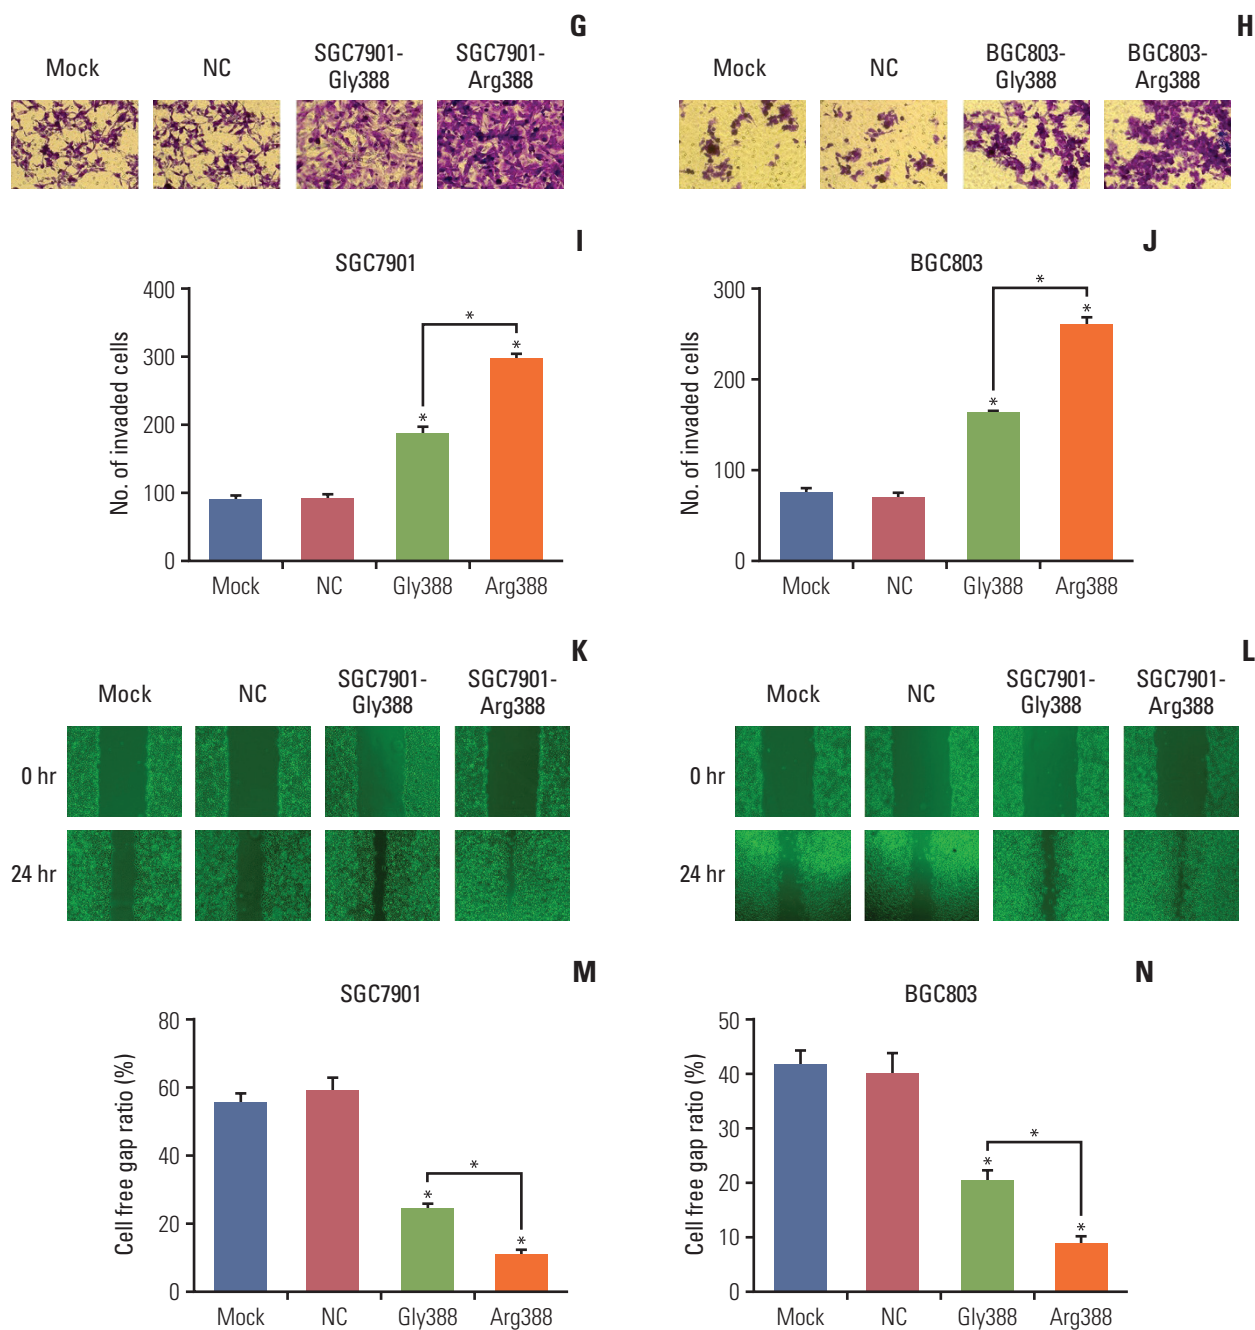 G
Mock
NC
SGC7901-
Gly388
SGC7901-
Arg388
H
Mock
NC
BGC803-
Gly388
BGC803-
Arg388
I
SGC7901
No. of invaded cells
400
300
200
100
0
*
*
*
Mock
NC
Gly388
Arg388
J
BGC803
No. of invaded cells
300
200
100
0
*
*
*
Mock
NC
Gly388
Arg388
K
Mock
NC
SGC7901-
Gly388
SGC7901-
Arg388
0 hr
24 hr
L
Mock
NC
SGC7901-
Gly388
SGC7901-
Arg388
0 hr
24 hr
M
SGC7901
Cell free gap ratio (%)
80
60
40
20
0
*
*
*
Mock
NC
Gly388
Arg388
N
BGC803
Cell free gap ratio (%)
50
40
30
20
10
0
*
*
*
Mock
NC
Gly388
Arg388